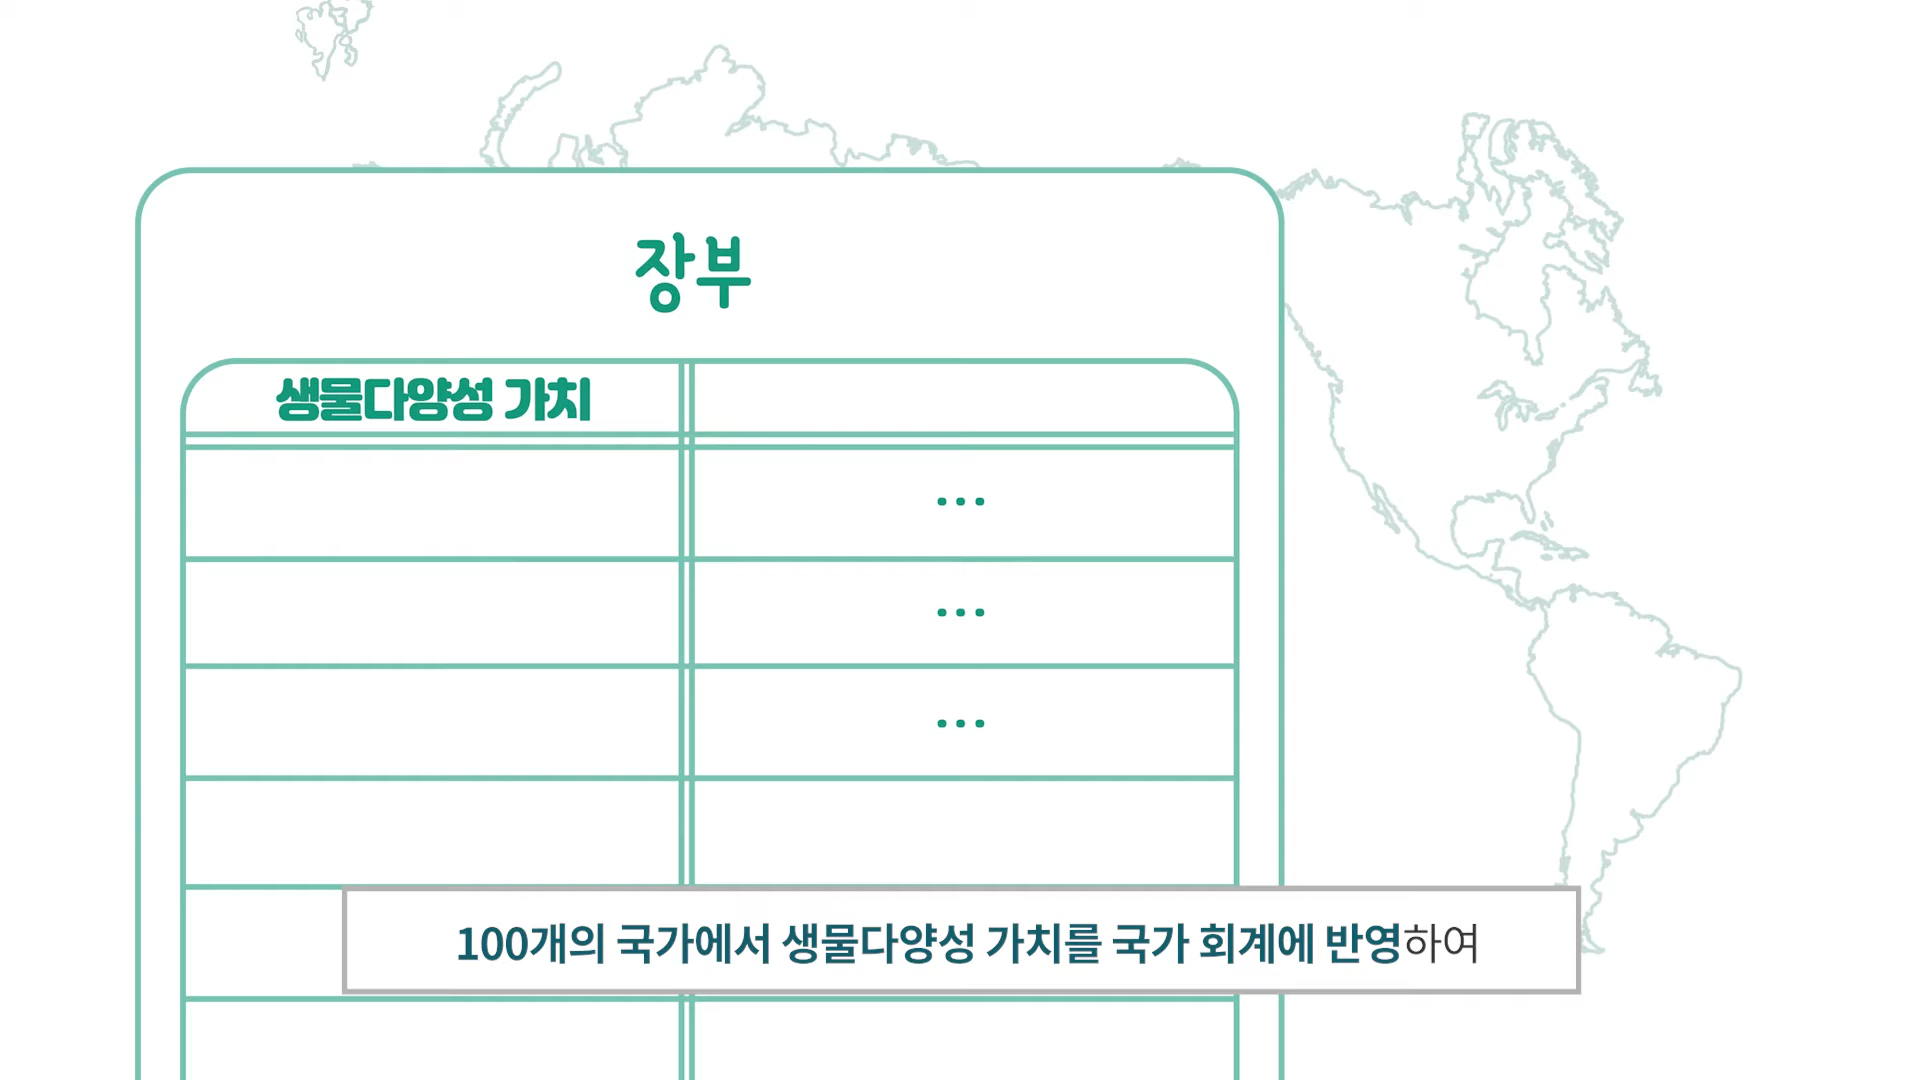 장부
생물다양성 가치
...
...
...
100개의 국가에서 생물다양성 가치를 국가 회계에 반영하여